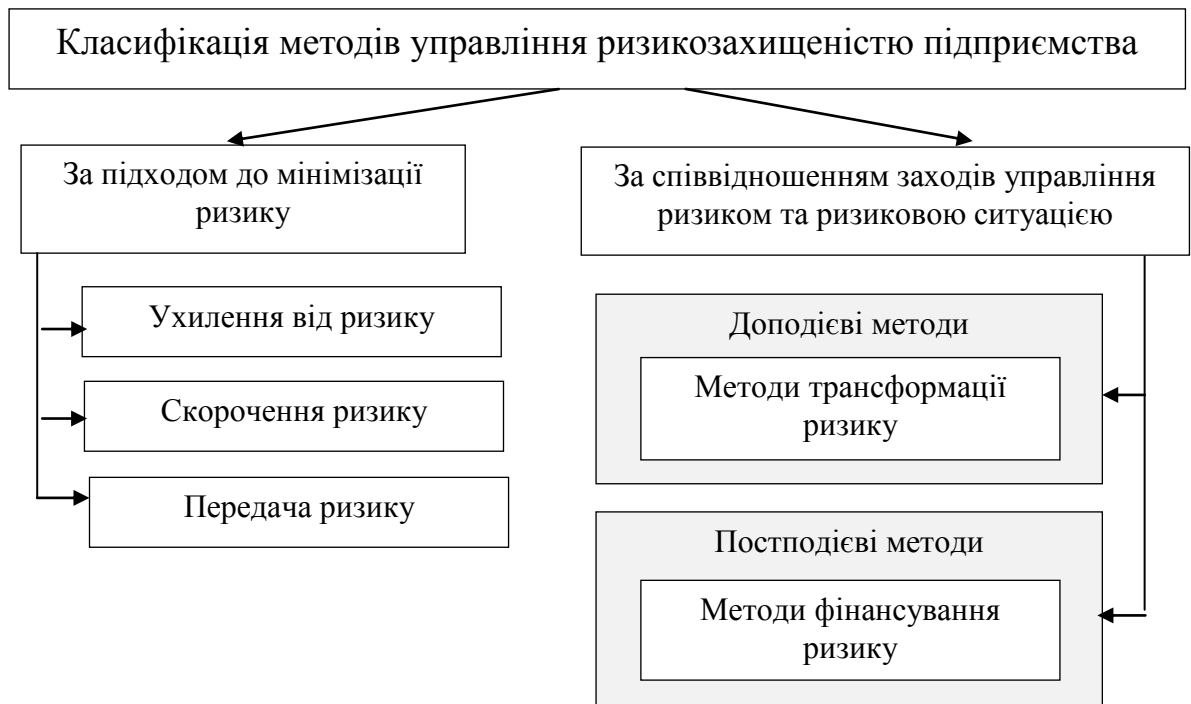 Класифікація методів управління ризикозахищеністю підприємства
За підходом до мінімізації
ризику
Ухилення від ризику
Скорочення ризику
Передача ризику
За співвідношенням заходів управління
ризиком та ризиковою ситуацією
Доподієві методи
Методи трансформації
ризику
Постподієві методи
Методи фінансування
ризику